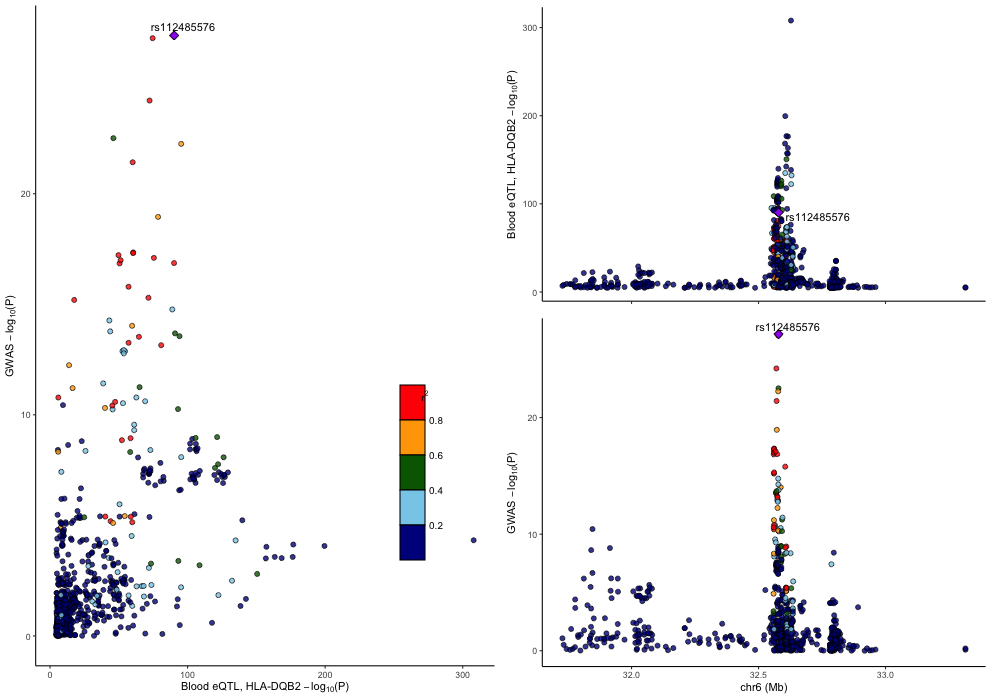 rs112485576
20
10
0
GWAS −log10(P)
0
100
200
300
Blood eQTL, HLA-DQB2 −log10(P)
r2
0.8
0.6
0.4
0.2
300
200
100
0
Blood eQTL, HLA-DQB2 −log10(P)
rs112485576
rs112485576
20
10
0
GWAS −log10(P)
32.0
32.5
33.0
chr6 (Mb)